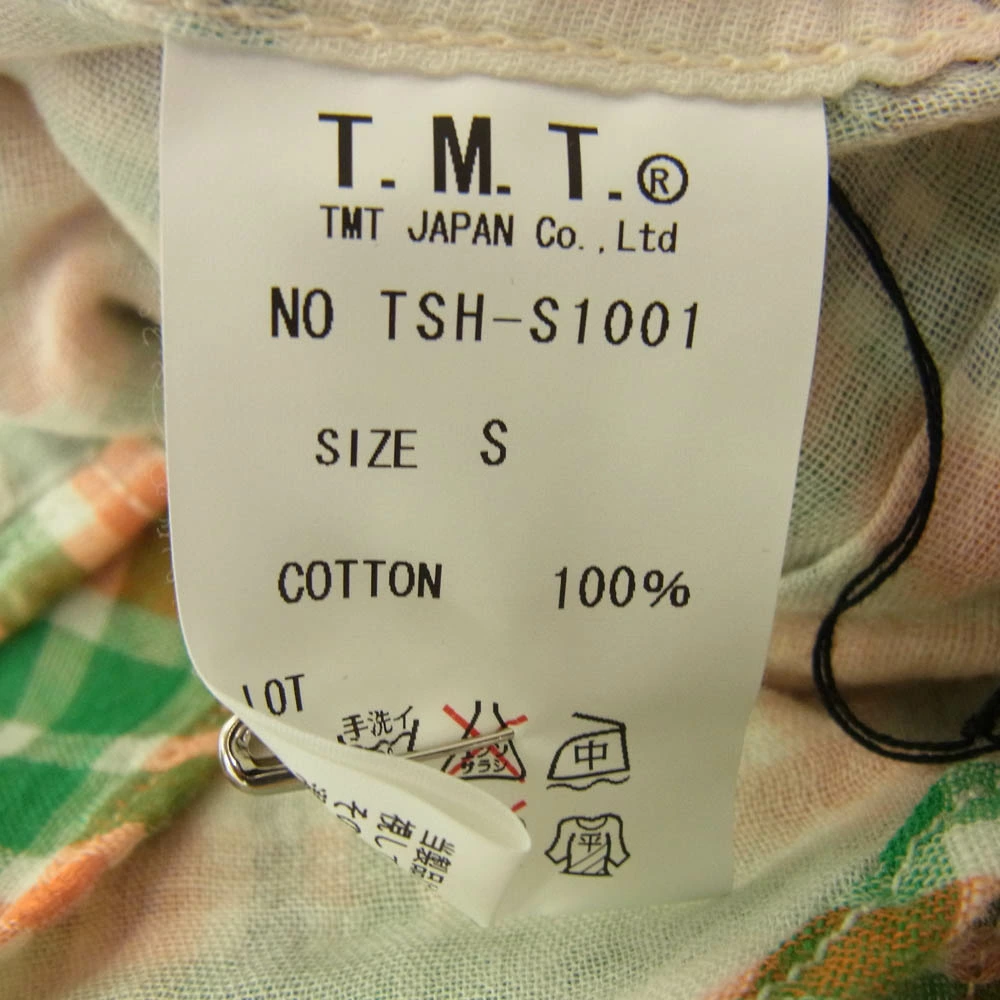 T.M.T.®
TMT JAPAN Co.,Ltd
NO TSH-S1001
SIZE S
COTTON 100%
LOT
手洗イ
サラシ
中
平